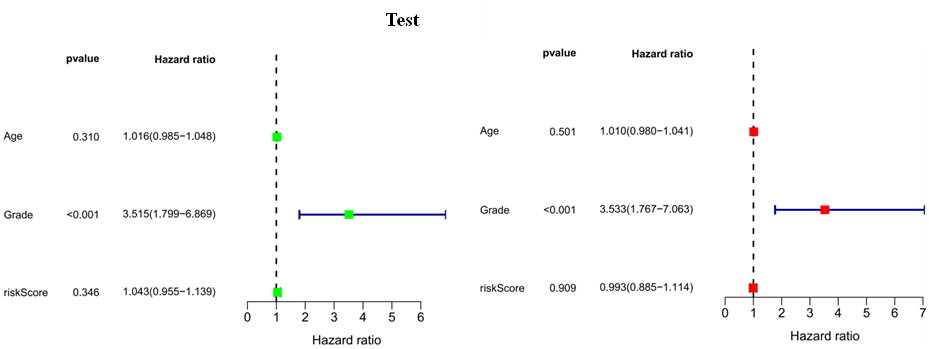 Test
pvalue Hazard ratio
Age 0.310 1.016(0.985−1.048)
Grade <0.001 3.515(1.799−6.869)
riskScore 0.346 1.043(0.955−1.139)
0 1 2 3 4 5 6
Hazard ratio
pvalue Hazard ratio
Age 0.501 1.010(0.980−1.041)
Grade <0.001 3.533(1.767−7.063)
riskScore 0.909 0.993(0.885−1.114)
0 1 2 3 4 5 6 7
Hazard ratio